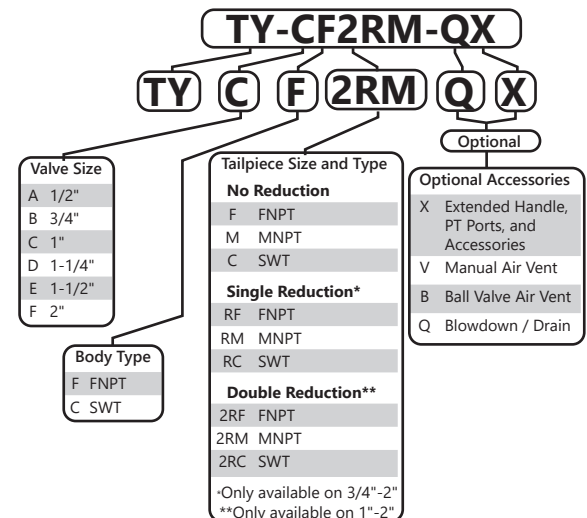 TY-CF2RM-QX
TY C F 2RM Q X
Optional
Valve Size
A 1/2"
B 3/4"
C 1"
D 1-1/4"
E 1-1/2"
F 2"
Body Type
F FNPT
C SWT
Tailpiece Size and Type
No Reduction
F FNPT
M MNPT
C SWT
Single Reduction*
RF FNPT
RM MNPT
RC SWT
Double Reduction**
2RF FNPT
2RM MNPT
2RC SWT
*Only available on 3/4"-2"
**Only available on 1"-2"
Optional Accessories
X Extended Handle,
PT Ports, and
Accessories
V Manual Air Vent
B Ball Valve Air Vent
Q Blowdown / Drain